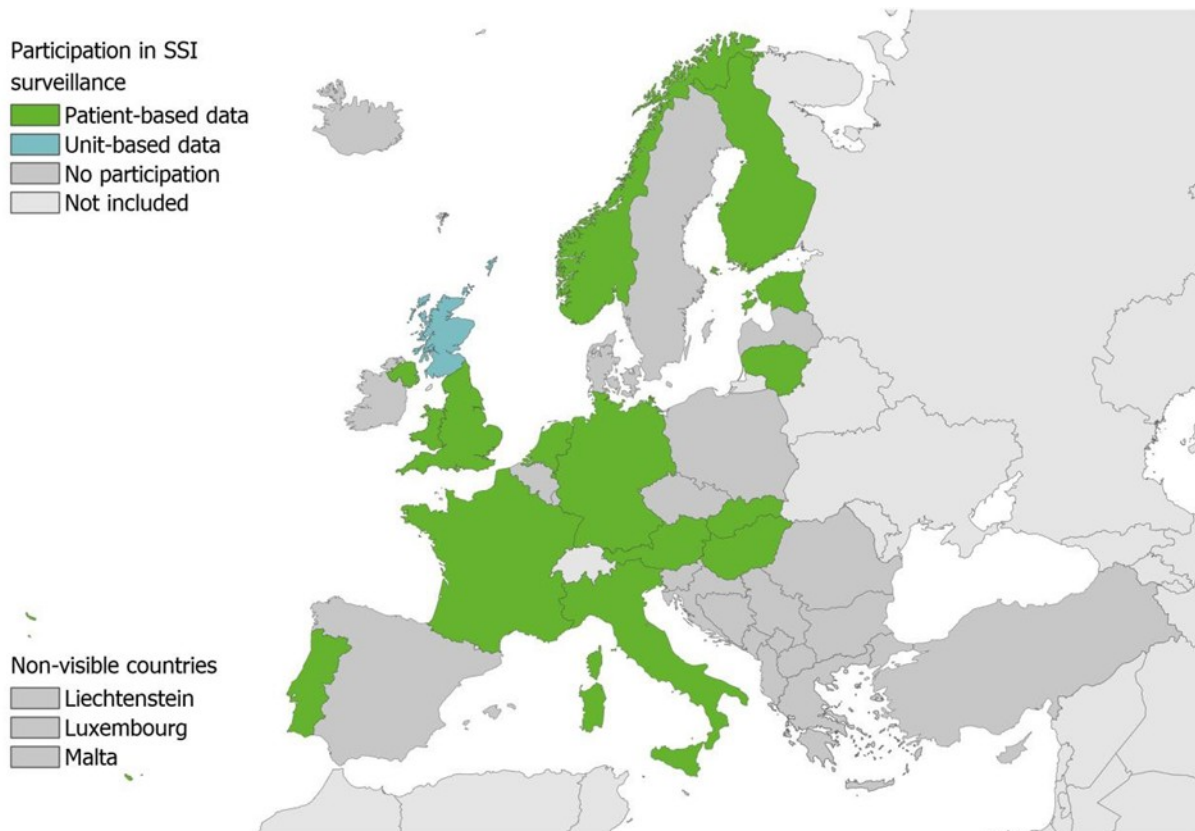 Participation in SSI
surveillance
Patient-based data
Unit-based data
No participation
Not included
Non-visible countries
Liechtenstein
Luxembourg
Malta